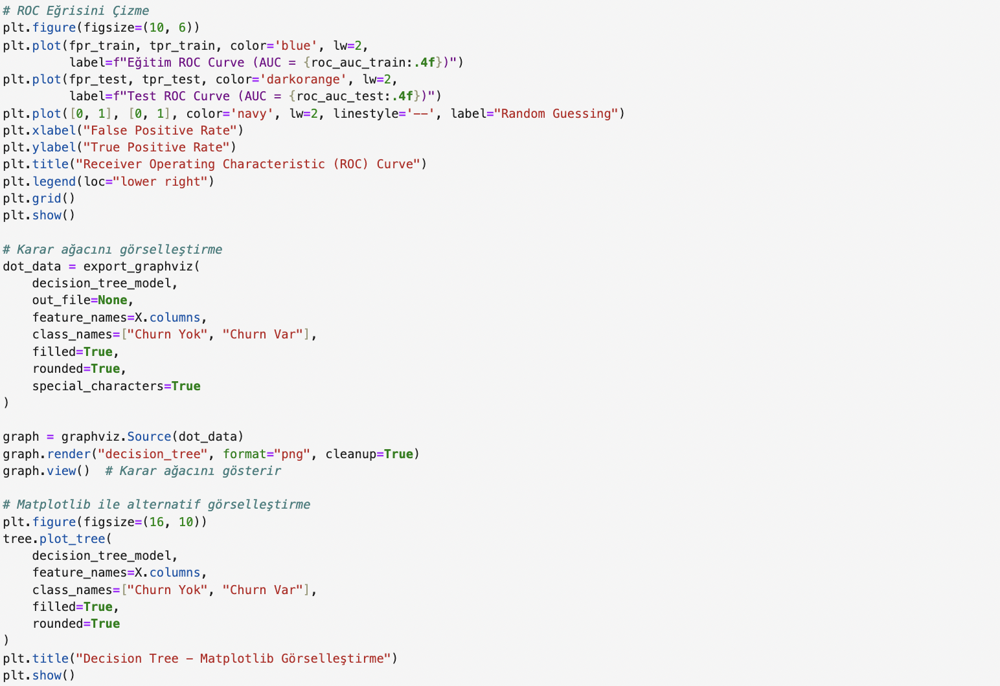 # ROC Eğrisini Çizme
plt.figure(figsize=(10, 6))
plt.plot(fpr_train, tpr_train, color='blue', lw=2,
         label=f"Eğitim ROC Curve (AUC = {roc_auc_train:.4f})")
plt.plot(fpr_test, tpr_test, color='darkorange', lw=2,
         label=f"Test ROC Curve (AUC = {roc_auc_test:.4f})")
plt.plot([0, 1], [0, 1], color='navy', lw=2, linestyle='--', label="Random Guessing")
plt.xlabel("False Positive Rate")
plt.ylabel("True Positive Rate")
plt.title("Receiver Operating Characteristic (ROC) Curve")
plt.legend(loc="lower right")
plt.grid()
plt.show()

# Karar ağacını görselleştirme
dot_data = export_graphviz(
    decision_tree_model,
    out_file=None,
    feature_names=X.columns,
    class_names=["Churn Yok", "Churn Var"],
    filled=True,
    rounded=True,
    special_characters=True
)

graph = graphviz.Source(dot_data)
graph.render("decision_tree", format="png", cleanup=True)
graph.view()  # Karar ağacını gösterir

# Matplotlib ile alternatif görselleştirme
plt.figure(figsize=(16, 10))
tree.plot_tree(
    decision_tree_model,
    feature_names=X.columns,
    class_names=["Churn Yok", "Churn Var"],
    filled=True,
    rounded=True
)
plt.title("Decision Tree – Matplotlib Görselleştirme")
plt.show()